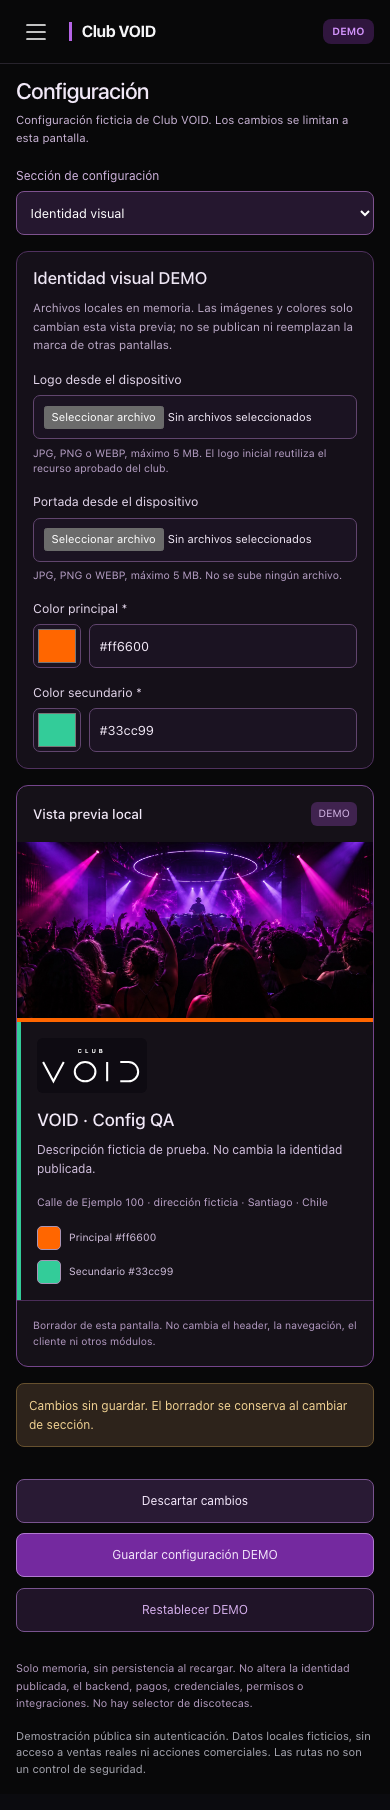 Club VOID
DEMO
Configuración
Configuración ficticia de Club VOID. Los cambios se limitan a
esta pantalla.
Sección de configuración
Identidad visual
Identidad visual DEMO
Archivos locales en memoria. Las imágenes y colores solo
cambian esta vista previa; no se publican ni reemplazan la
marca de otras pantallas.
Logo desde el dispositivo
Seleccionar archivo Sin archivos seleccionados
JPG, PNG o WEBP, máximo 5 MB. El logo inicial reutiliza el
recurso aprobado del club.
Portada desde el dispositivo
Seleccionar archivo Sin archivos seleccionados
JPG, PNG o WEBP, máximo 5 MB. No se sube ningún archivo.
Color principal *
#ff6600
Color secundario *
#33cc99
Vista previa local
DEMO
CLUB
VOID
VOID · Config QA
Descripción ficticia de prueba. No cambia la identidad
publicada.
Calle de Ejemplo 100 · dirección ficticia · Santiago · Chile
Principal #ff6600
Secundario #33cc99
Borrador de esta pantalla. No cambia el header, la navegación, el
cliente ni otros módulos.
Cambios sin guardar. El borrador se conserva al cambiar
de sección.
Descartar cambios
Guardar configuración DEMO
Restablecer DEMO
Solo memoria, sin persistencia al recargar. No altera la identidad
publicada, el backend, pagos, credenciales, permisos o
integraciones. No hay selector de discotecas.
Demostración pública sin autenticación. Datos locales ficticios, sin
acceso a ventas reales ni acciones comerciales. Las rutas no son
un control de seguridad.